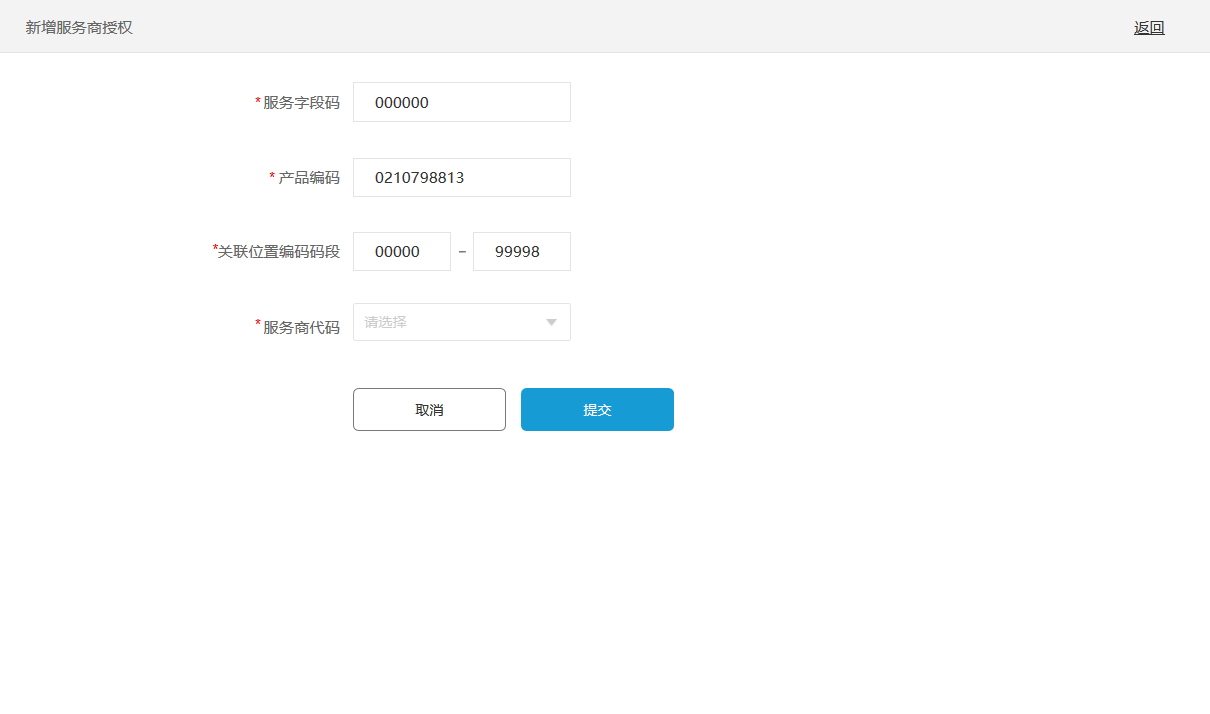 新增服务商授权 返回
*服务字段码 000000
* 产品编码 0210798813
*关联位置编码码段 00000 – 99998
*服务商代码 请选择
取消 提交